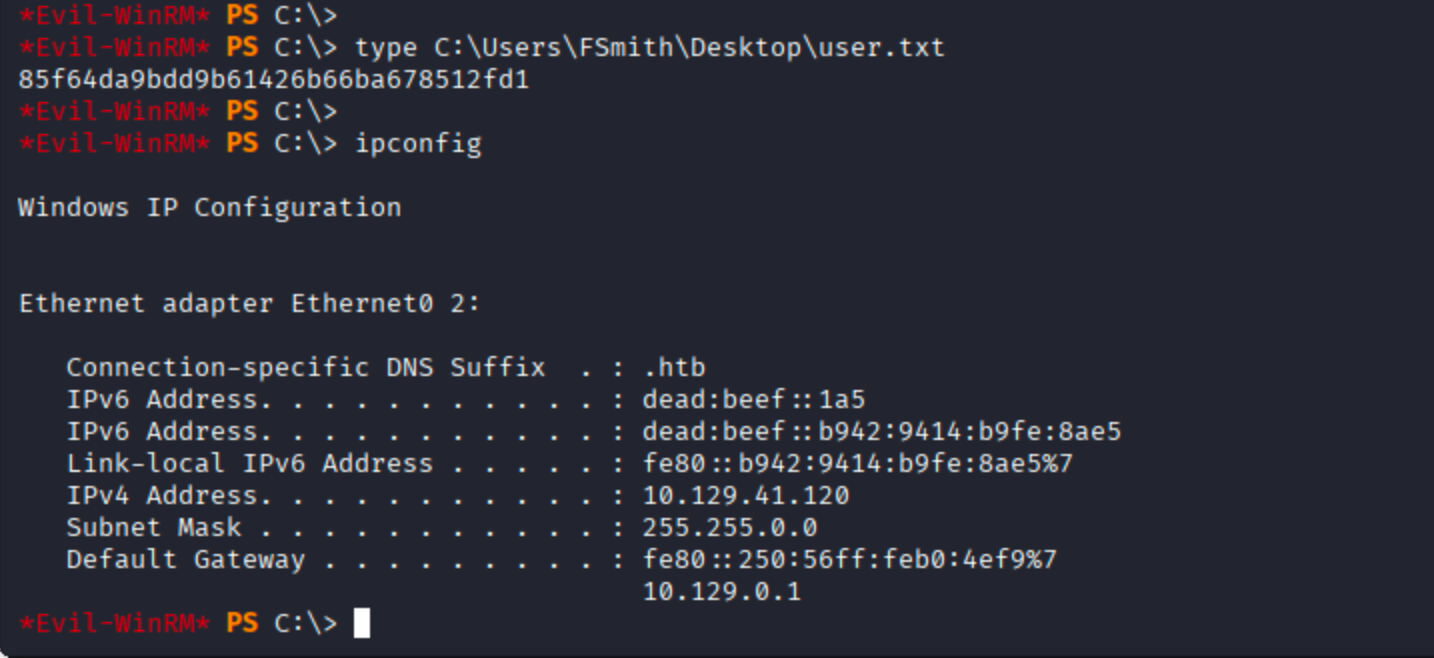 *Evil-WinRM* PS C:\>
*Evil-WinRM* PS C:\> type C:\Users\FSmith\Desktop\user.txt
85f64da9bdd9b61426b66ba678512fd1
*Evil-WinRM* PS C:\>
*Evil-WinRM* PS C:\> ipconfig
Windows IP Configuration
Ethernet adapter Ethernet0 2:
Connection-specific DNS Suffix . : .htb
IPv6 Address. . . . . . . . . . . : dead:beef::1a5
IPv6 Address. . . . . . . . . . . : dead:beef::b942:9414:b9fe:8ae5
Link-local IPv6 Address . . . . . : fe80::b942:9414:b9fe:8ae5%7
IPv4 Address. . . . . . . . . . . : 10.129.41.120
Subnet Mask . . . . . . . . . . . : 255.255.0.0
Default Gateway . . . . . . . . . : fe80::250:56ff:feb0:4ef9%7
10.129.0.1
*Evil-WinRM* PS C:\>